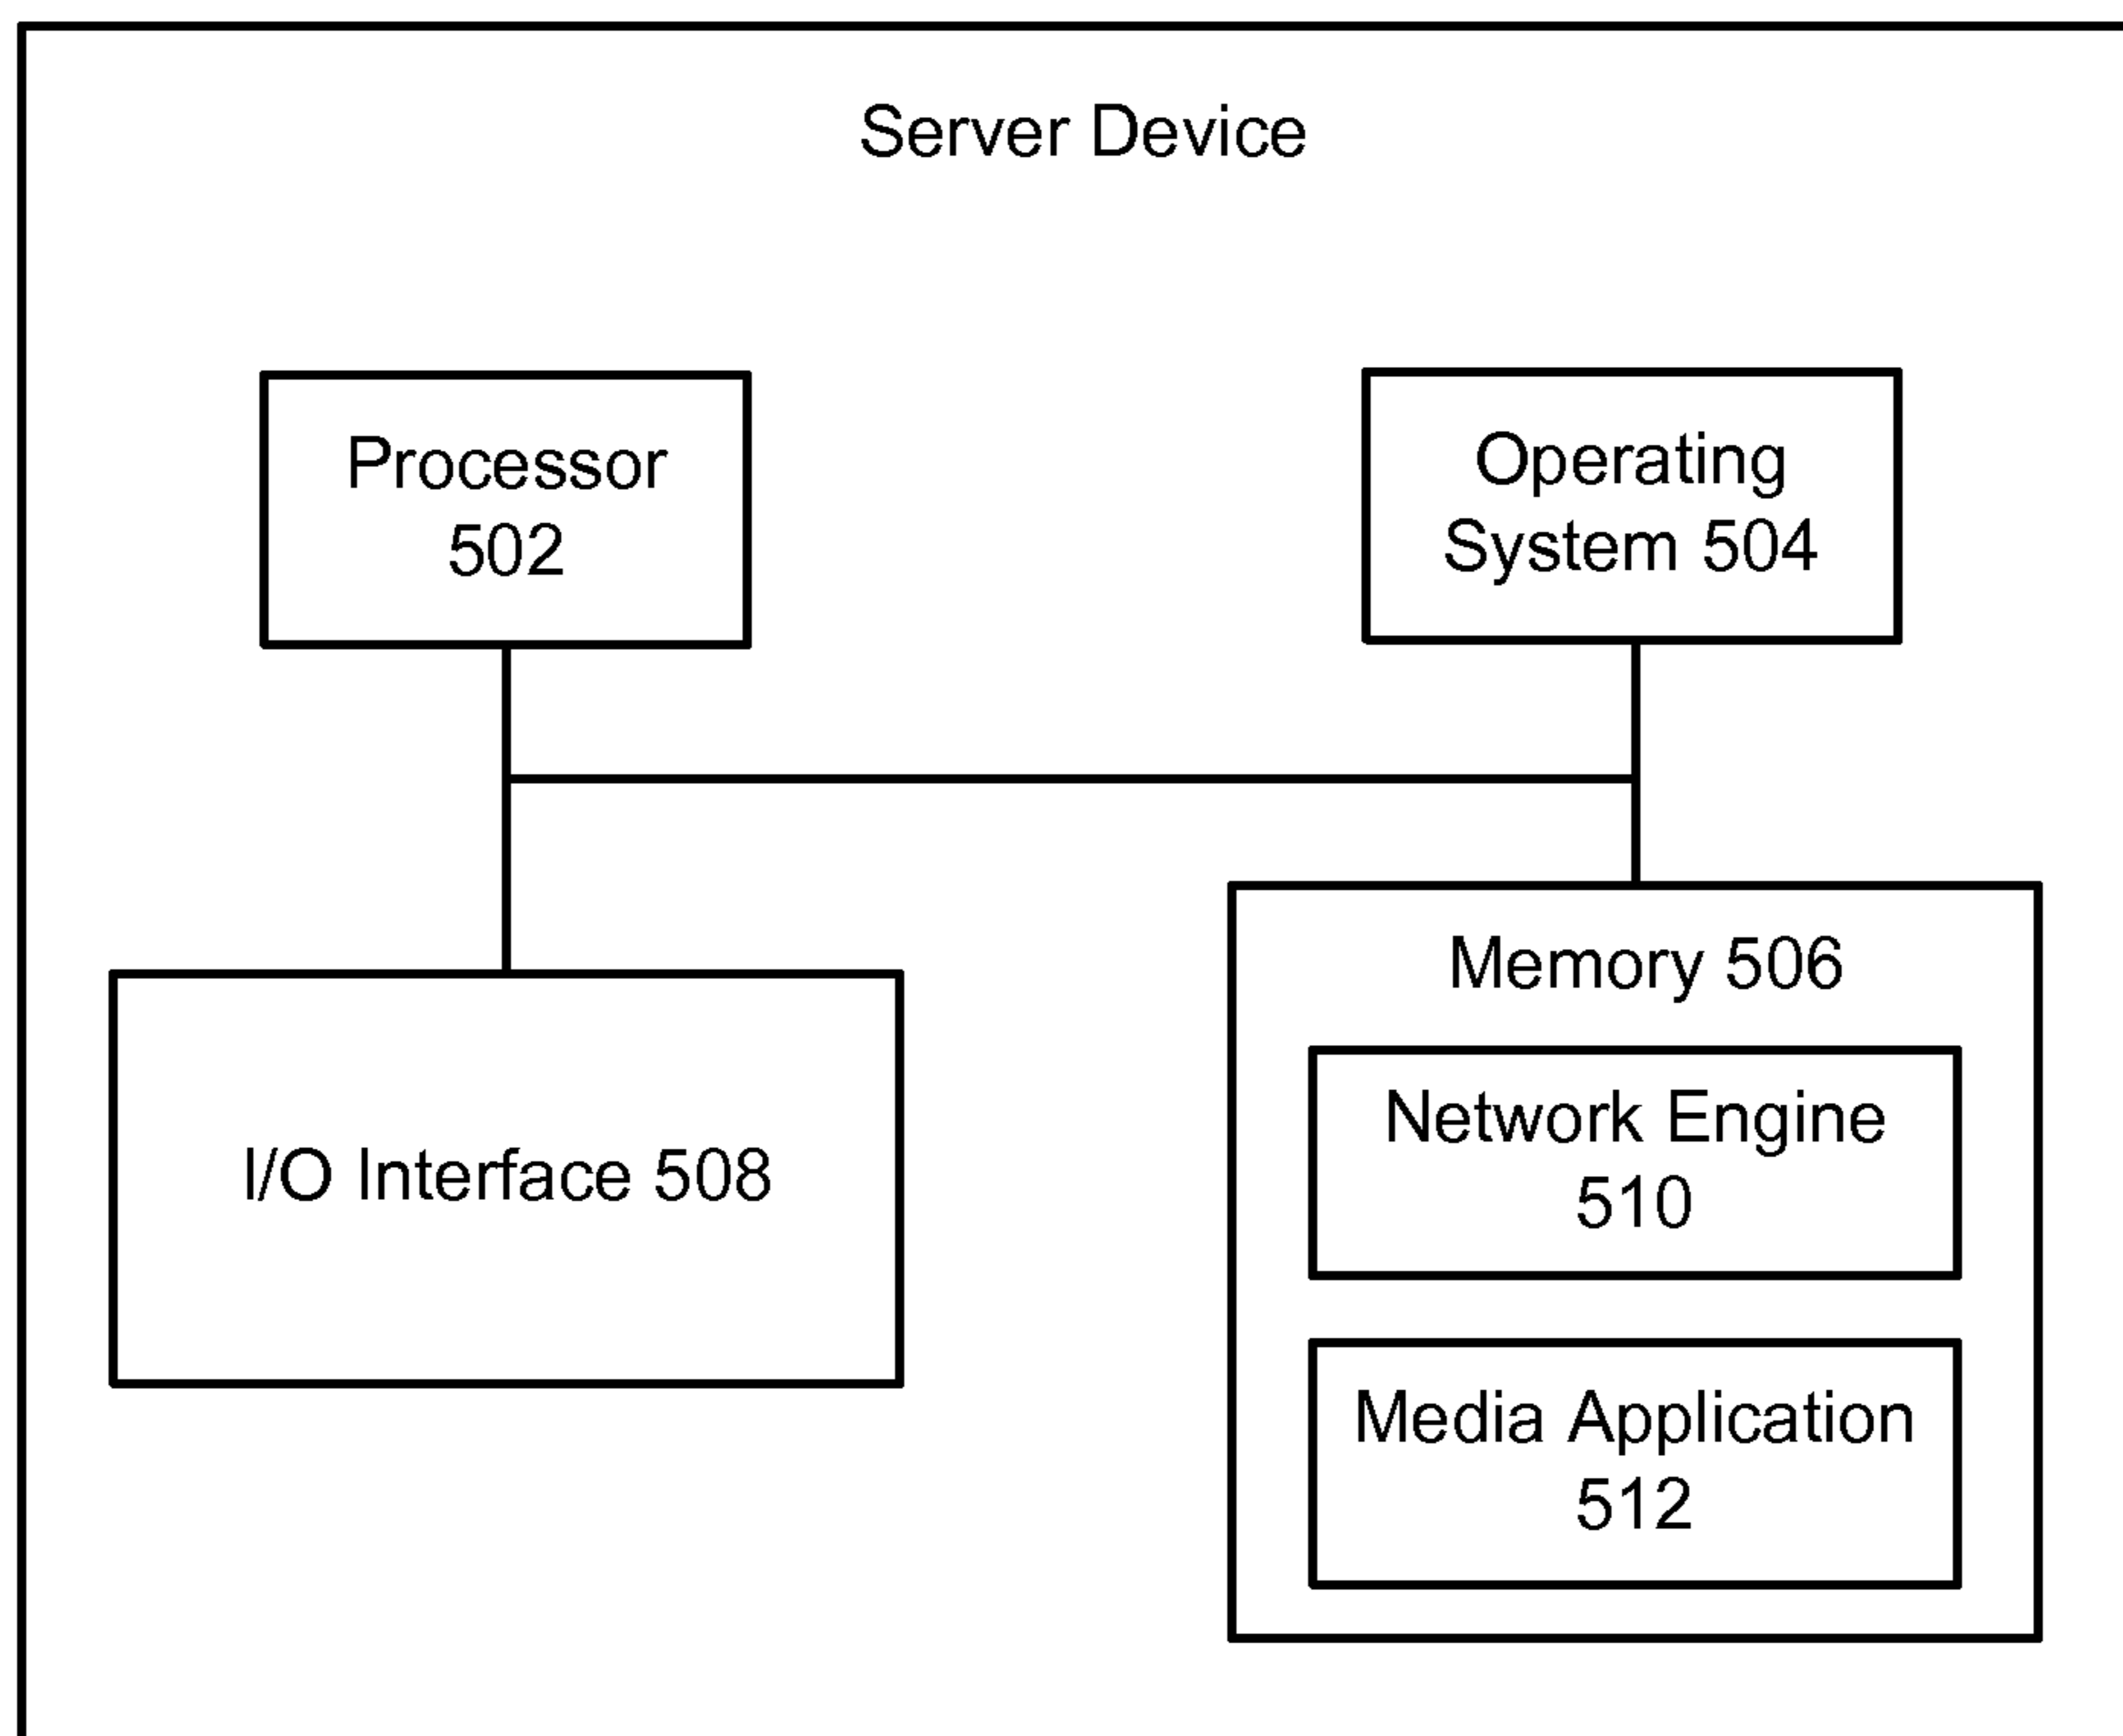 Server Device
Processor
502
Operating
System 504
I/O Interface 508
Memory 506
Network Engine
510
Media Application
512